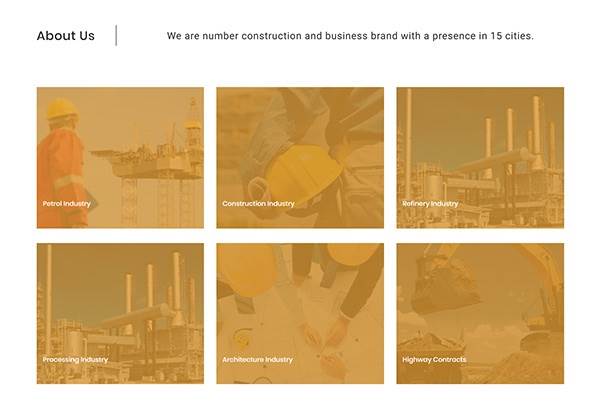 About Us
We are number construction and business brand with a presence in 15 cities.
Petrol Industry
Construction Industry
Refinery Industry
Processing Industry
Architecture Industry
Highway Contracts